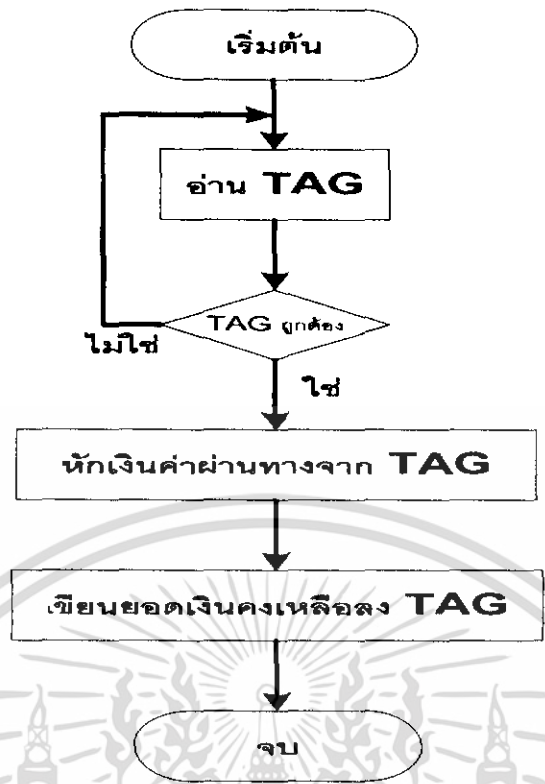 เริ่มต้น
อ่าน TAG
TAG ถูกต้อง
ไม่ใช่
ใช่
หักเงินค่าผ่านทางจาก TAG
เขียนยอดเงินคงเหลือลง TAG
จบ